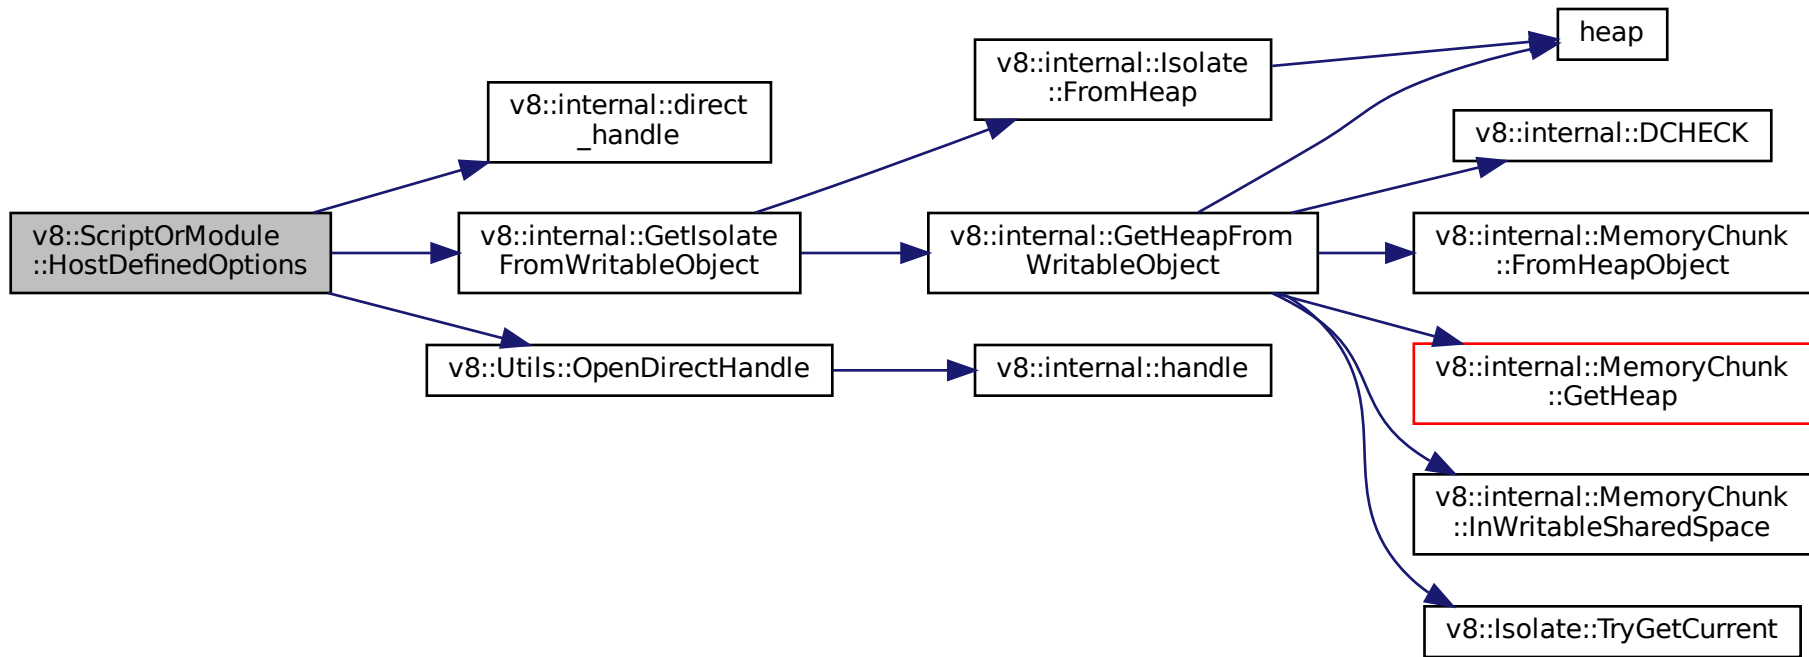 v8::ScriptOrModule
::HostDefinedOptions
v8::internal::direct
_handle
v8::internal::GetIsolate
FromWritableObject
v8::Utils::OpenDirectHandle
v8::internal::Isolate
::FromHeap
v8::internal::GetHeapFrom
WritableObject
v8::internal::handle
heap
v8::internal::DCHECK
v8::internal::MemoryChunk
::FromHeapObject
v8::internal::MemoryChunk
::GetHeap
v8::internal::MemoryChunk
::InWritableSharedSpace
v8::Isolate::TryGetCurrent